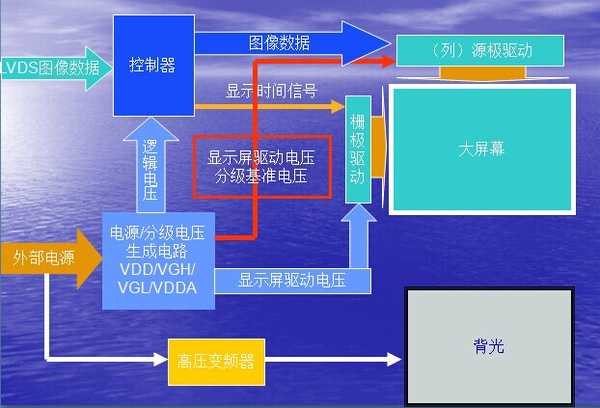 图像数据
（列）源极驱动
LVDS图像数据
控制器
显示时间信号
栅极驱动
大屏幕
逻辑电压
显示屏驱动电压
分级基准电压
电源/分级电压
生成电路
VDD/VGH/
VGL/VDDA
外部电源
显示屏驱动电压
高压变频器
背光